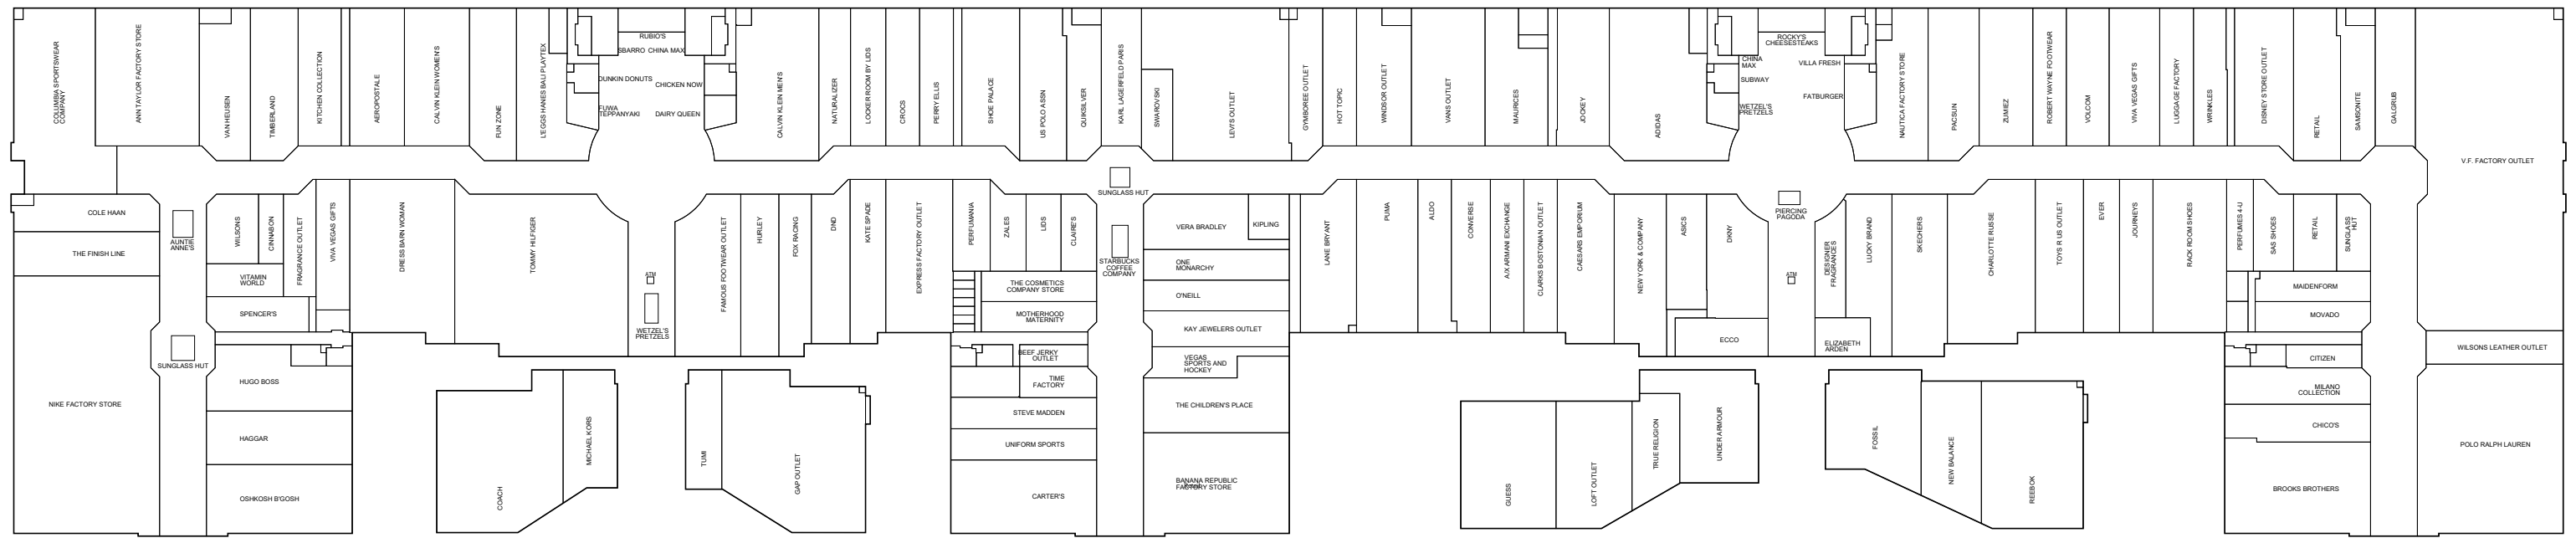 COLUMBIA SPORTSWEAR
COMPANY
ANN TAYLOR FACTORY STORE
VAN HEUSEN
TIMBERLAND
KITCHEN COLLECTION
AEROPOSTALE
CALVIN KLEIN WOMEN'S
FUN ZONE
L'EGGS HANES BALI PLAYTEX
RUBIO'S
SBARRO
CHINA MAX
DUNKIN DONUTS
CHICKEN NOW
FUWA
TEPPANYAKI
DAIRY QUEEN
CALVIN KLEIN MEN'S
NATURALIZER
LOCKER ROOM BY LIDS
CROCS
PERRY ELLIS
SHOE PALACE
US POLO ASSN
QUIKSILVER
KARL LAGERFELD PARIS
SWAROVSKI
LEVI'S OUTLET
GYMBOREE OUTLET
HOT TOPIC
WINDSOR OUTLET
VANS OUTLET
MAURICES
JOCKEY
ADIDAS
ROCKY'S
CHEESESTEAKS
CHINA
MAX
VILLA FRESH
SUBWAY
FATBURGER
WETZEL'S
PRETZELS
NAUTICA FACTORY STORE
PACSUN
ZUMIEZ
ROBERT WAYNE FOOTWEAR
VOLCOM
VIVA VEGAS GIFTS
LUGGAGE FACTORY
WRINKLES
DISNEY STORE OUTLET
RETAIL
SAMSONITE
GALGRUB
V.F. FACTORY OUTLET
COLE HAAN
THE FINISH LINE
AUNTIE
ANNE'S
WILSONS
CINNABON
FRAGRANCE OUTLET
VIVA VEGAS GIFTS
VITAMIN
WORLD
SPENCER'S
DRESS BARN WOMAN
TOMMY HILFIGER
ATM
WETZEL'S
PRETZELS
FAMOUS FOOTWEAR OUTLET
HURLEY
FOX RACING
DND
KATE SPADE
EXPRESS FACTORY OUTLET
PERFUMANIA
ZALES
LIDS
CLAIRE'S
THE COSMETICS
COMPANY STORE
MOTHERHOOD
MATERNITY
SUNGLASS HUT
STARBUCKS
COFFEE
COMPANY
VERA BRADLEY
KIPLING
ONE
MONARCHY
O'NEILL
KAY JEWELERS OUTLET
LANE BRYANT
PUMA
ALDO
CONVERSE
A/X ARMANI EXCHANGE
CLARKS BOSTONIAN OUTLET
CAESARS EMPORIUM
NEW YORK & COMPANY
ASICS
DKNY
ECCO
PIERCING
PAGODA
ATM
DESIGNER
FRAGRANCES
LUCKY BRAND
ELIZABETH
ARDEN
SKECHERS
CHARLOTTE RUSSE
TOYS R US OUTLET
EVER
JOURNEYS
RACK ROOM SHOES
PERFUMES 4-U
SAS SHOES
RETAIL
SUNGLASS
HUT
MAIDENFORM
MOVADO
SUNGLASS HUT
NIKE FACTORY STORE
HUGO BOSS
HAGGAR
OSHKOSH B'GOSH
COACH
MICHAEL KORS
TUMI
GAP OUTLET
BEEF JERKY
OUTLET
TIME
FACTORY
STEVE MADDEN
UNIFORM SPORTS
CARTER'S
VEGAS
SPORTS AND
HOCKEY
THE CHILDREN'S PLACE
BANANA REPUBLIC
FACTORY STORE
GUESS
LOFT OUTLET
TRUE RELIGION
UNDER ARMOUR
FOSSIL
NEW BALANCE
REEBOK
CITIZEN
MILANO
COLLECTION
CHICO'S
BROOKS BROTHERS
WILSONS LEATHER OUTLET
POLO RALPH LAUREN